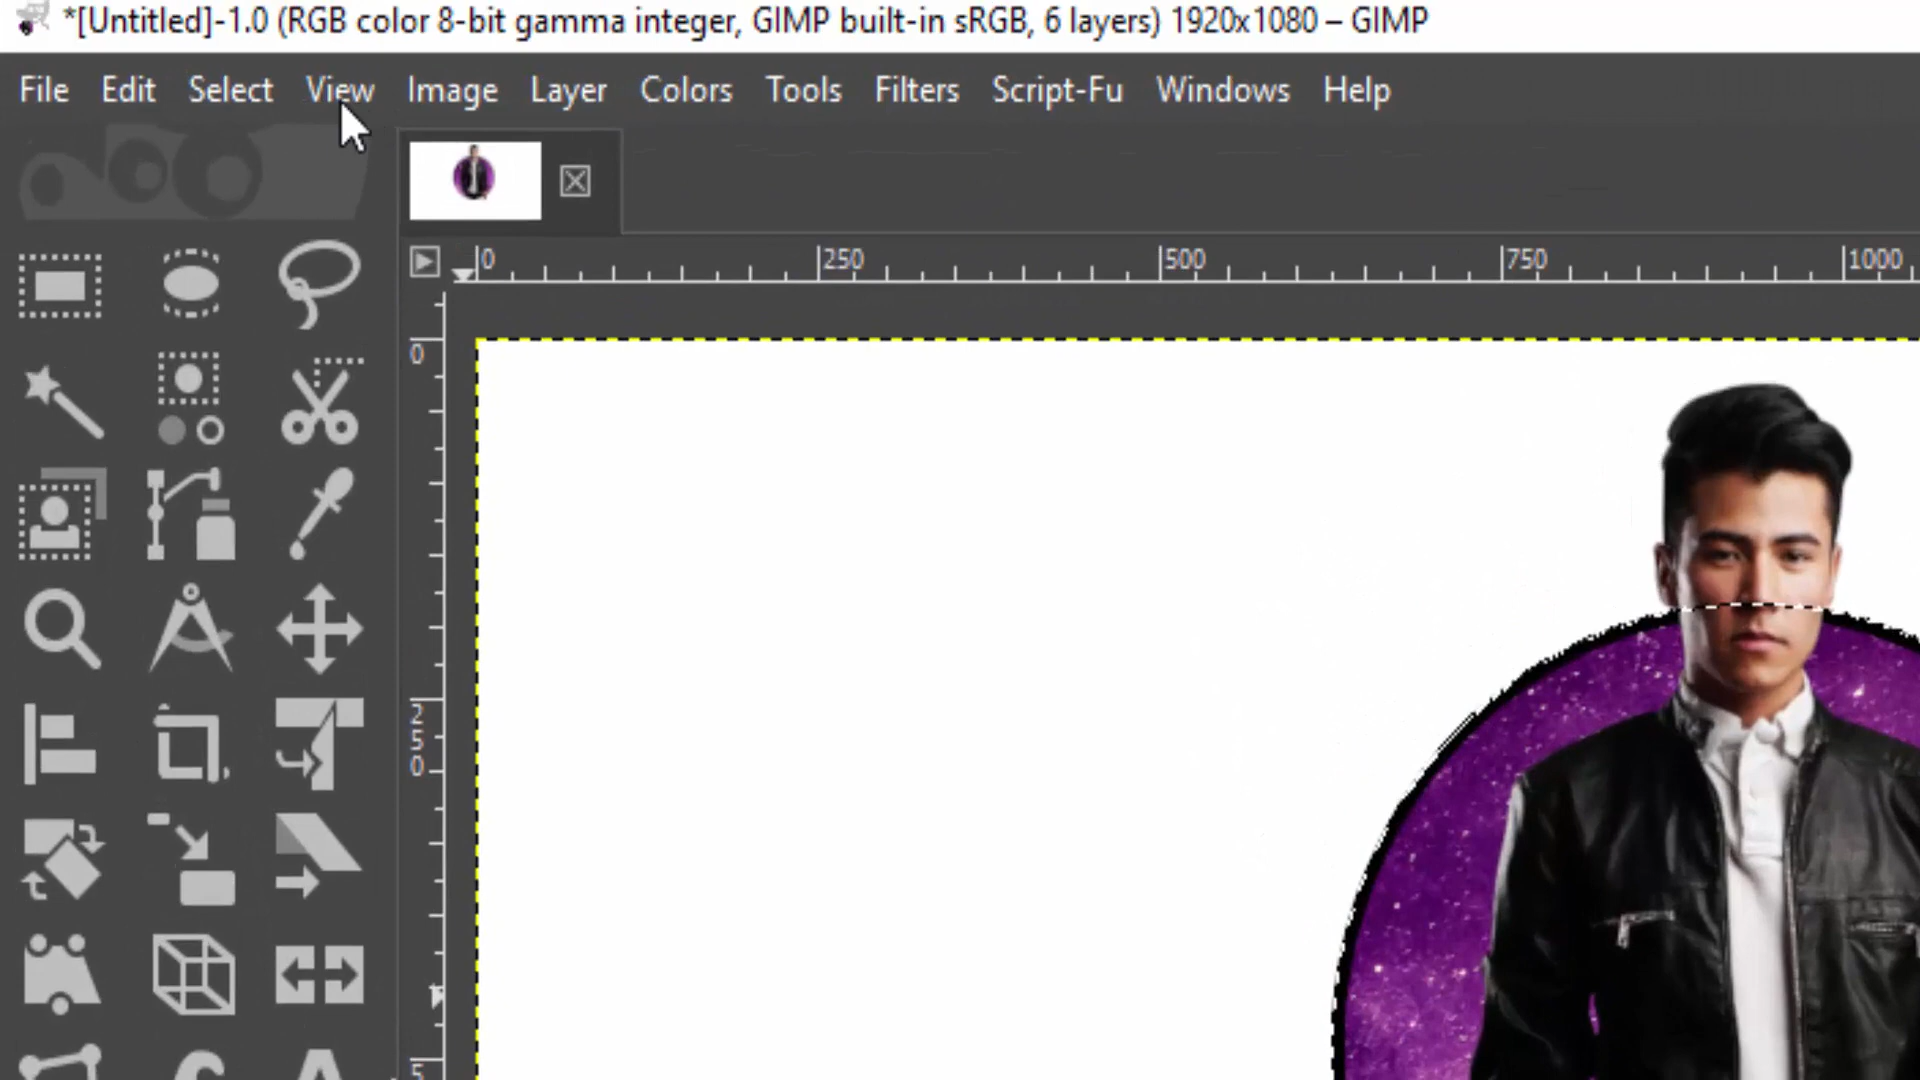 *[Untitled]-1.0 (RGB color 8-bit gamma integer, GIMP built-in sRGB, 6 layers) 1920x1080 – GIMP
File Edit Select View Image Layer Colors Tools Filters Script-Fu Windows Help
0 250 500 750 1000
0
250
5